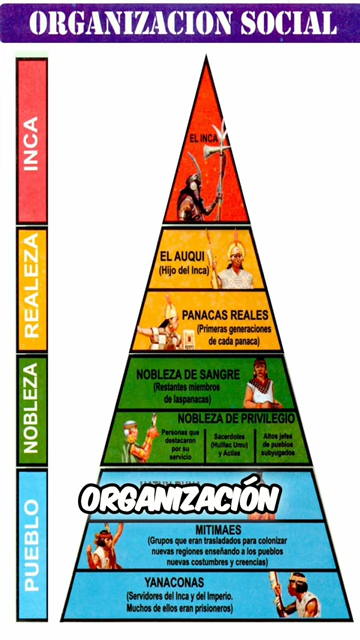 ORGANIZACION SOCIAL
INCA
EL INCA
REALEZA
EL AUQUI
(Hijo del Inca)
PANACAS REALES
(Primeras generaciones
de cada panaca)
NOBLEZA
NOBLEZA DE SANGRE
(Restantes miembros
de laspanacas)
NOBLEZA DE PRIVILEGIO
Personas que
destacaron
por su
servicio
Sacerdotes
(Huillac Umu)
y Acllas
Altos jefes
de pueblos
subyugados
PUEBLO
ORGANIZACIÓN
MITIMAES
(Grupos que eran trasladados para colonizar
nuevas regiones enseñando a los pueblos
nuevas costumbres y creencias)
YANACONAS
(Servidores del Inca y del Imperio.
Muchos de ellos eran prisioneros)